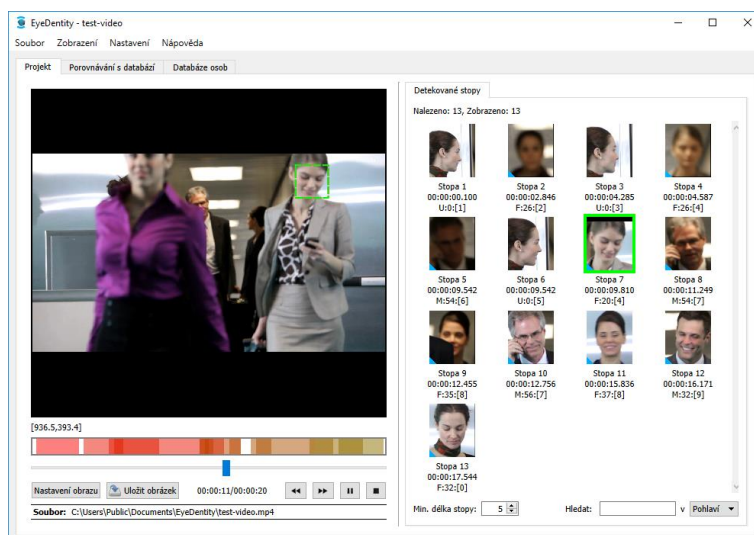 EyeDentity - test-video
Soubor Zobrazení Nastavení Nápověda
Projekt Porovnávání s databází Databáze osob
Detekované stopy
Nalezeno: 13, Zobrazeno: 13
Stopa 1 Stopa 2 Stopa 3 Stopa 4
00:00:00.100 00:00:02.846 00:00:04.285 00:00:04.587
U:0:[1] F:26:[2] U:0:[3] F:26:[4]
Stopa 5 Stopa 6 Stopa 7 Stopa 8
00:00:09.542 00:00:09.542 00:00:09.810 00:00:11.249
M:54:[6] U:0:[5] F:20:[4] M:54:[7]
Stopa 9 Stopa 10 Stopa 11 Stopa 12
00:00:12.455 00:00:12.756 00:00:15.836 00:00:16.171
F:35:[8] M:56:[7] F:37:[8] M:32:[9]
Stopa 13
00:00:17.544
F:32:[0]
[936.5,393.4]
Nastavení obrazu Uložit obrázek 00:00:11/00:00:20
Soubor: C:\Users\Public\Documents\EyeDentity\test-video.mp4
Min. délka stopy: 5 Hledat: v Pohlaví